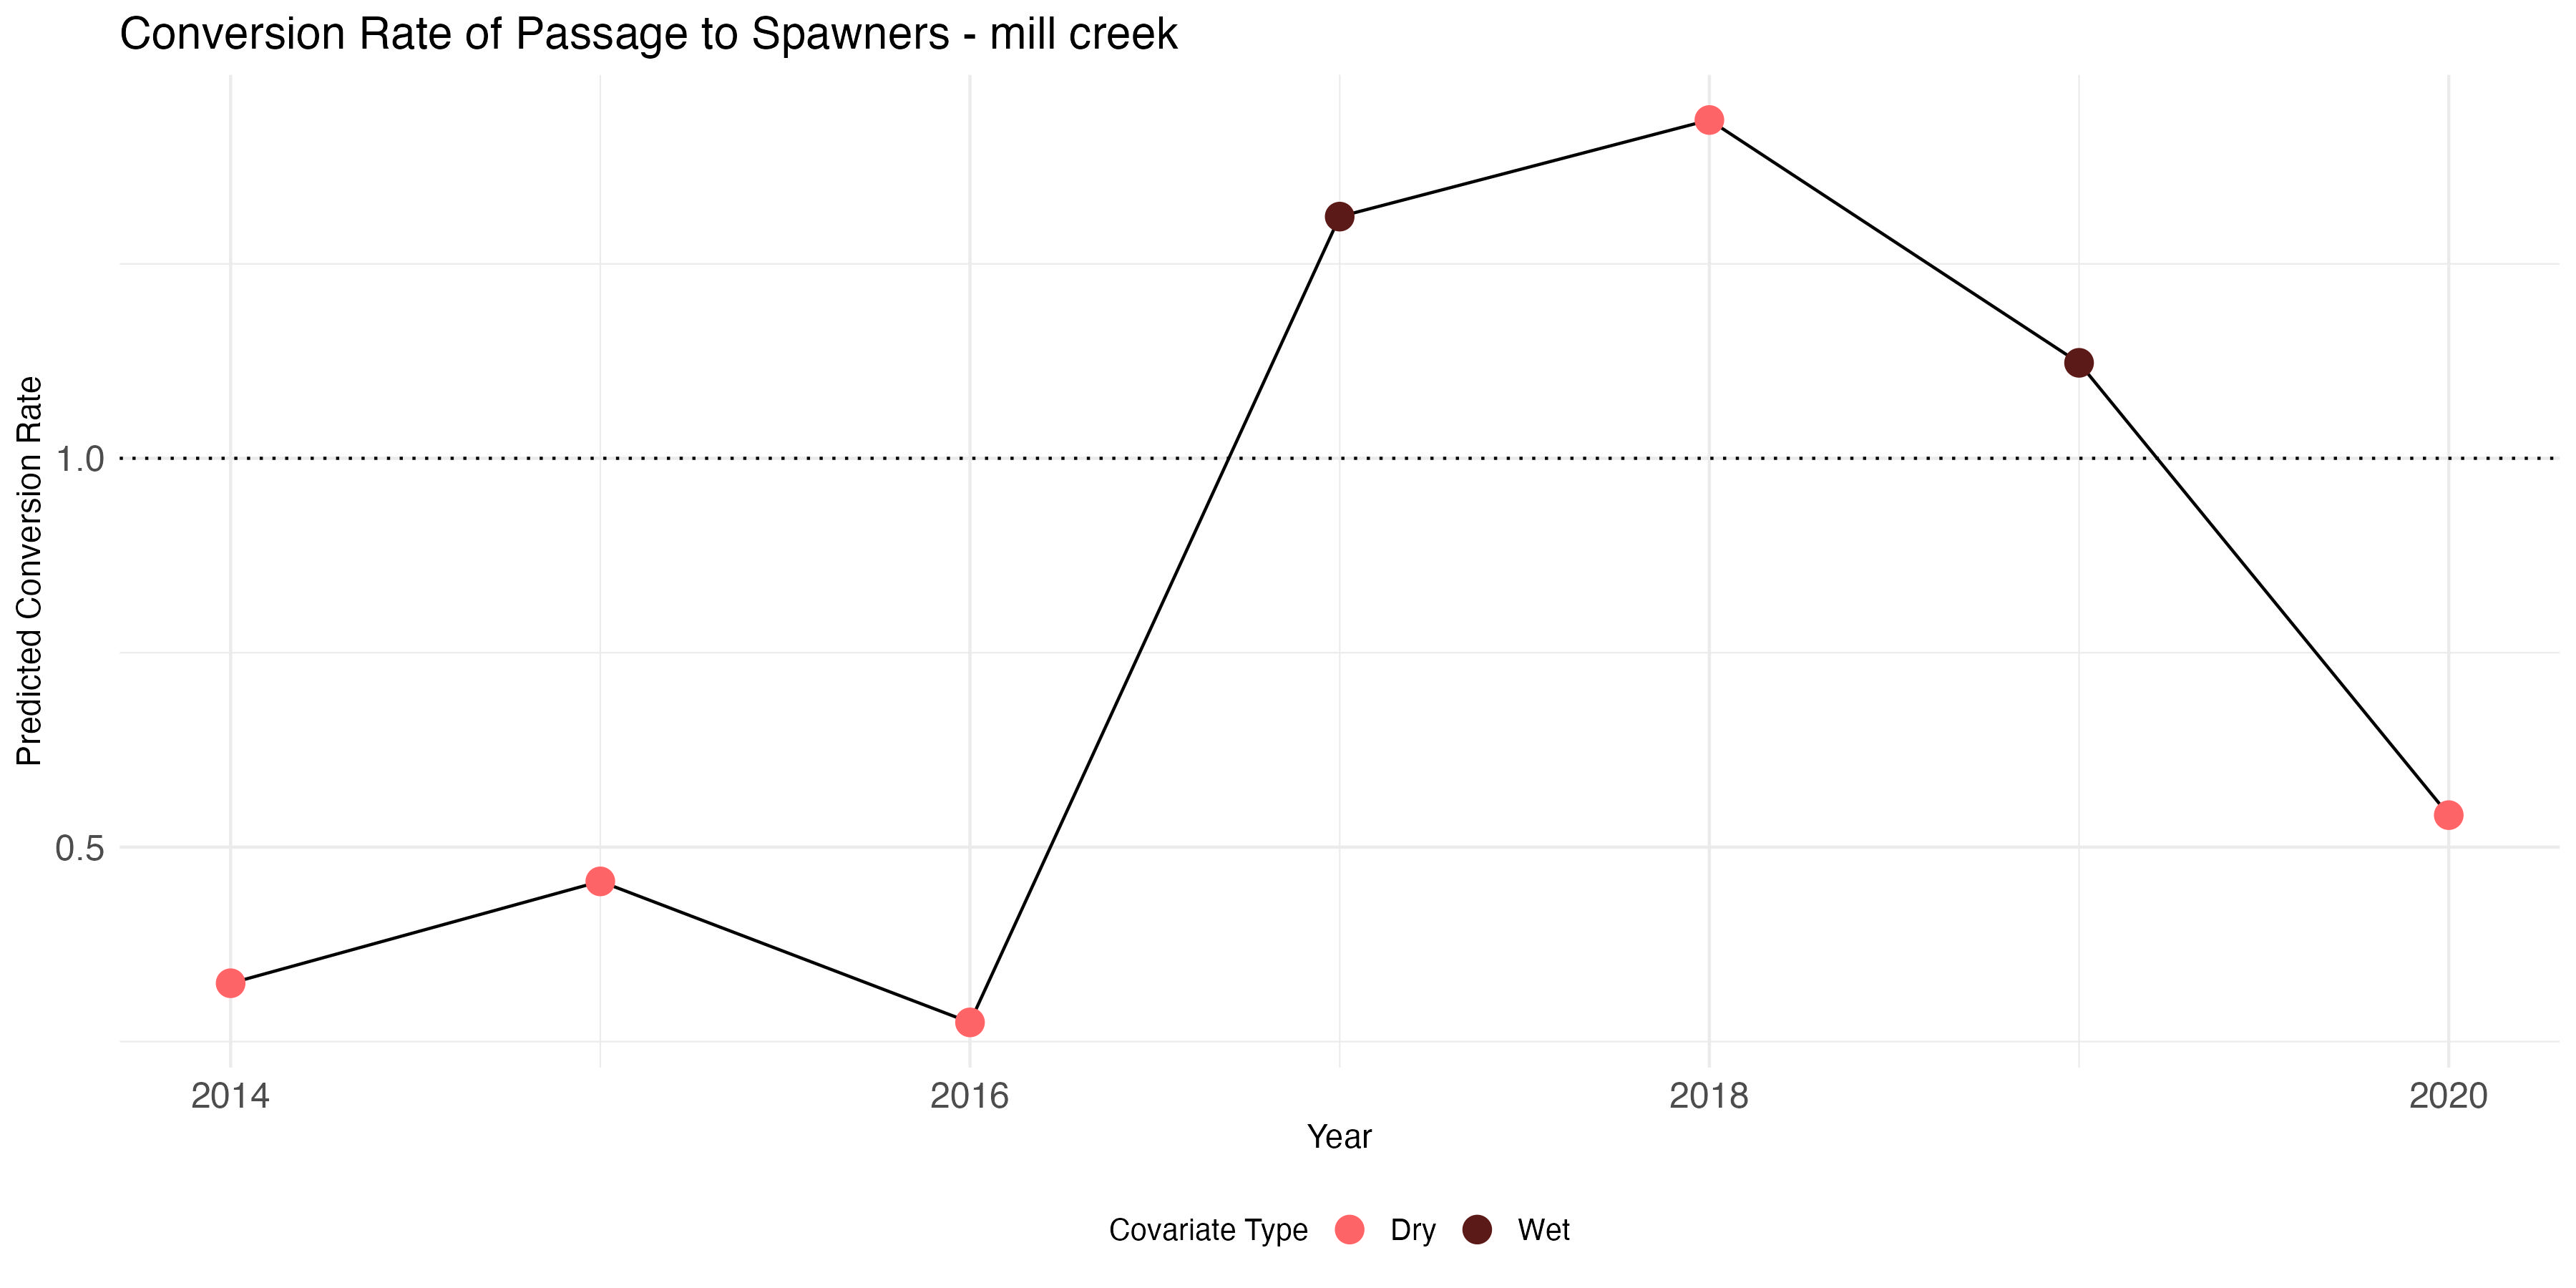 Conversion Rate of Passage to Spawners - mill creek
Predicted Conversion Rate
1.0
0.5
2014 2016 2018 2020
Year
Covariate Type Dry Wet